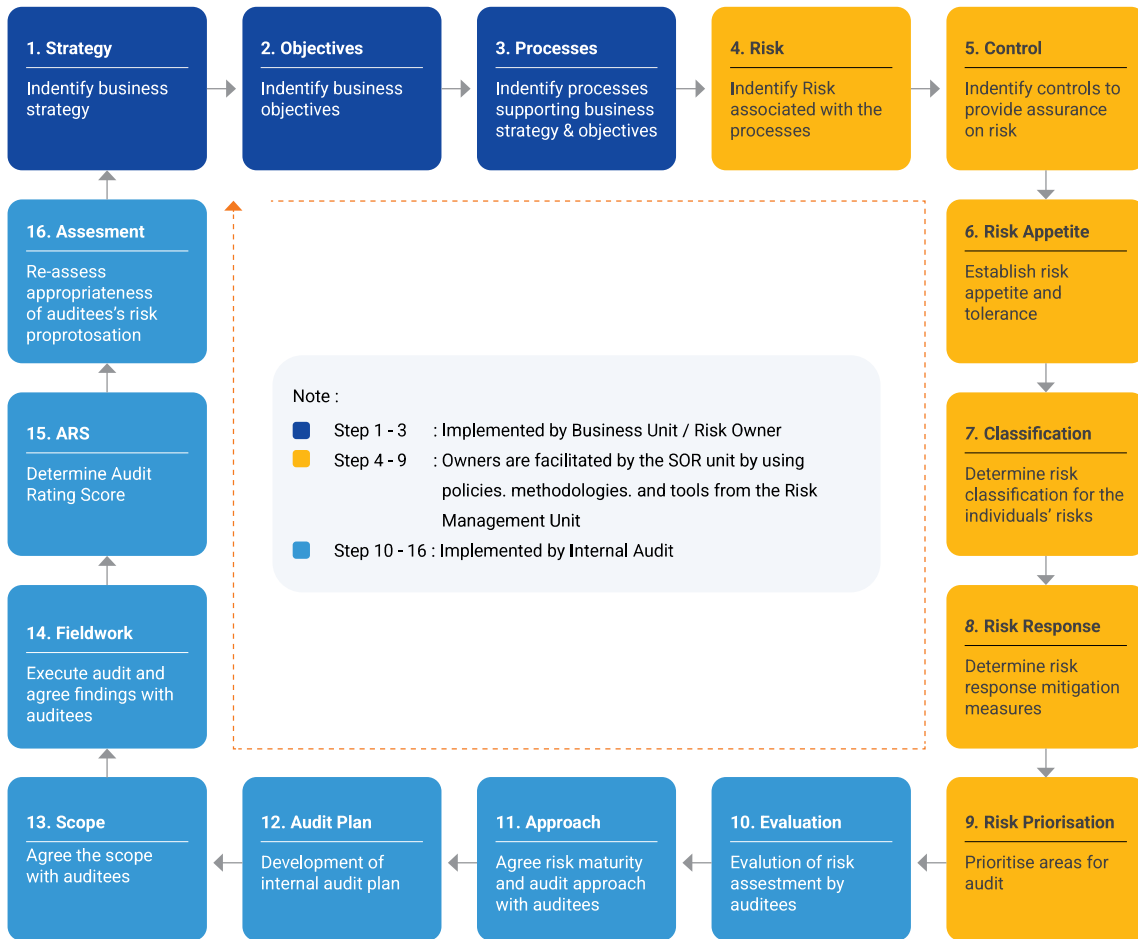 1. Strategy
Indentify business
strategy
2. Objectives
Indentify business
objectives
3. Processes
Indentify processes
supporting business
strategy & objectives
4. Risk
Indentify Risk
associated with the
processes
5. Control
Indentify controls to
provide assurance
on risk
6. Risk Appetite
Establish risk
appetite and
tolerance
7. Classification
Determine risk
classification for the
individuals’ risks
8. Risk Response
Determine risk
response mitigation
measures
9. Risk Priorisation
Prioritise areas for
audit
10. Evaluation
Evalution of risk
assestment by
auditees
11. Approach
Agree risk maturity
and audit approach
with auditees
12. Audit Plan
Development of
internal audit plan
13. Scope
Agree the scope
with auditees
14. Fieldwork
Execute audit and
agree findings with
auditees
15. ARS
Determine Audit
Rating Score
16. Assesment
Re-assess
appropriateness
of auditees’s risk
proprotosation
Note :
Step 1 - 3 : Implemented by Business Unit / Risk Owner
Step 4 - 9 : Owners are facilitated by the SOR unit by using
policies. methodologies. and tools from the Risk
Management Unit
Step 10 - 16 : Implemented by Internal Audit